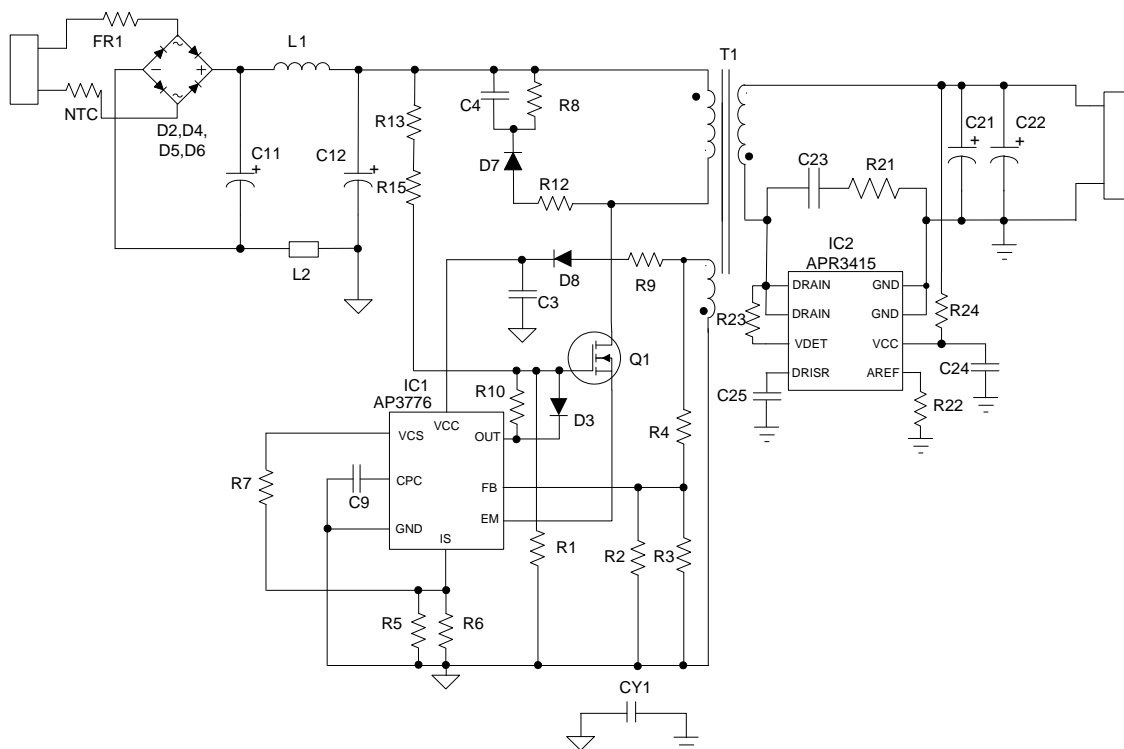 FR1
L1
T1
NTC
D2,D4,
D5,D6
C11
C12
R13
R15
C4
R8
D7
R12
C21
C22
C23
R21
IC2
APR3415
L2
D8
R9
C3
DRAIN
GND
DRAIN
GND
R23
R24
VDET
VCC
C24
DRISR
AREF
C25
R22
Q1
IC1
AP3776
R10
D3
R4
VCS
VCC
OUT
R7
CPC
C9
FB
GND
EM
IS
R1
R2
R3
R5
R6
CY1